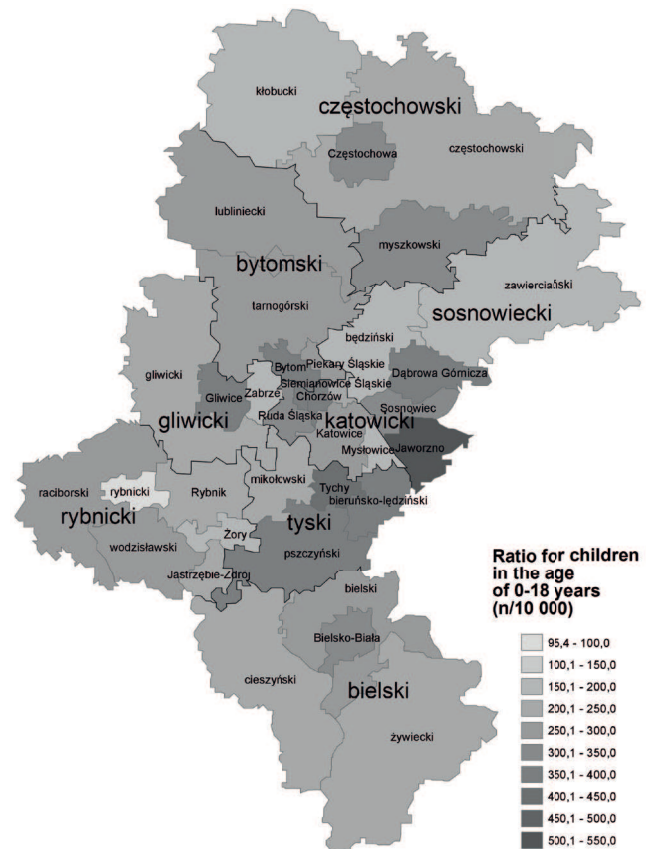 kłobucki
częstochowski
Częstochowa
częstochowski
lubliniecki
myszkowski
bytomski
zawierciański
tarnogórski
sosnowiecki
będziński
gliwicki
Bytom
Piekary Śląskie
Dąbrowa Górnicza
Gliwice
Zabrze
Siemianowice Śląskie
Chorzów
Sosnowiec
gliwicki
Ruda Śląska
katowicki
Katowice
Mysłowice
Jaworzno
mikołcwski
raciborski
rybnicki
Rybnik
Tychy
bieruńsko-lędziński
rybnicki
tyski
Żory
wodzisławski
pszczyński
Jastrzębie-Zdroj
bielski
Bielsko-Biała
cieszyński
bielski
żywiecki
Ratio for children
in the age
of 0-18 years
(n/10 000)
95,4 - 100,0
100,1 - 150,0
150,1 - 200,0
200,1 - 250,0
250,1 - 300,0
300,1 - 350,0
350,1 - 400,0
400,1 - 450,0
450,1 - 500,0
500,1 - 550,0